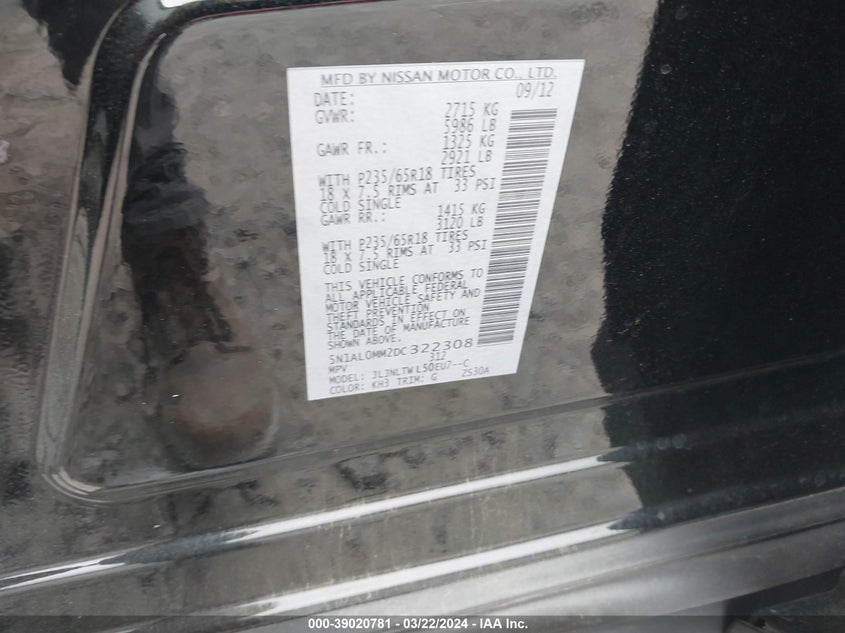 MFD BY NISSAN MOTOR CO., LTD.
DATE: 09/12
GVWR: 2715 KG
5986 LB
GAWR FR.: 1325 KG
2921 LB
WITH P235/65R18 TIRES
18 X 7.5 RIMS AT 33 PSI
COLD SINGLE
GAWR RR.: 1415 KG
3120 LB
WITH P235/65R18 TIRES
18 X 7.5 RIMS AT 33 PSI
COLD SINGLE
THIS VEHICLE CONFORMS TO
ALL APPLICABLE FEDERAL
MOTOR VEHICLE SAFETY AND
THEFT PREVENTION
STANDARDS IN EFFECT ON
THE DATE OF MANUFACTURE
SHOWN ABOVE.
5N1AL0MM2DC322308
MPV 312
MODEL: JLJNLTWL50EU7--C
COLOR: KH3 TRIM: G Z530A
000-39020781 - 03/22/2024 - IAA Inc.